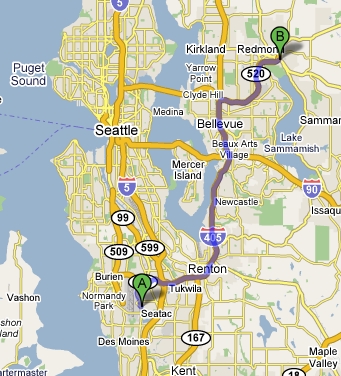 5
B
Kirkland
Redmond
Puget
Sound
Yarrow
Point
520
Clyde Hill
Medina
Samman
Bellevue
Seattle
Lake
Sammamish
Beaux Arts
Village
Mercer
Island
5
90
Newcastle
Issaqu
99
405
509
599
Renton
Burien
A
Tukwila
Normandy
Park
Vashon
Seatac
Des Moines
167
Maple
Valley
Kent
18